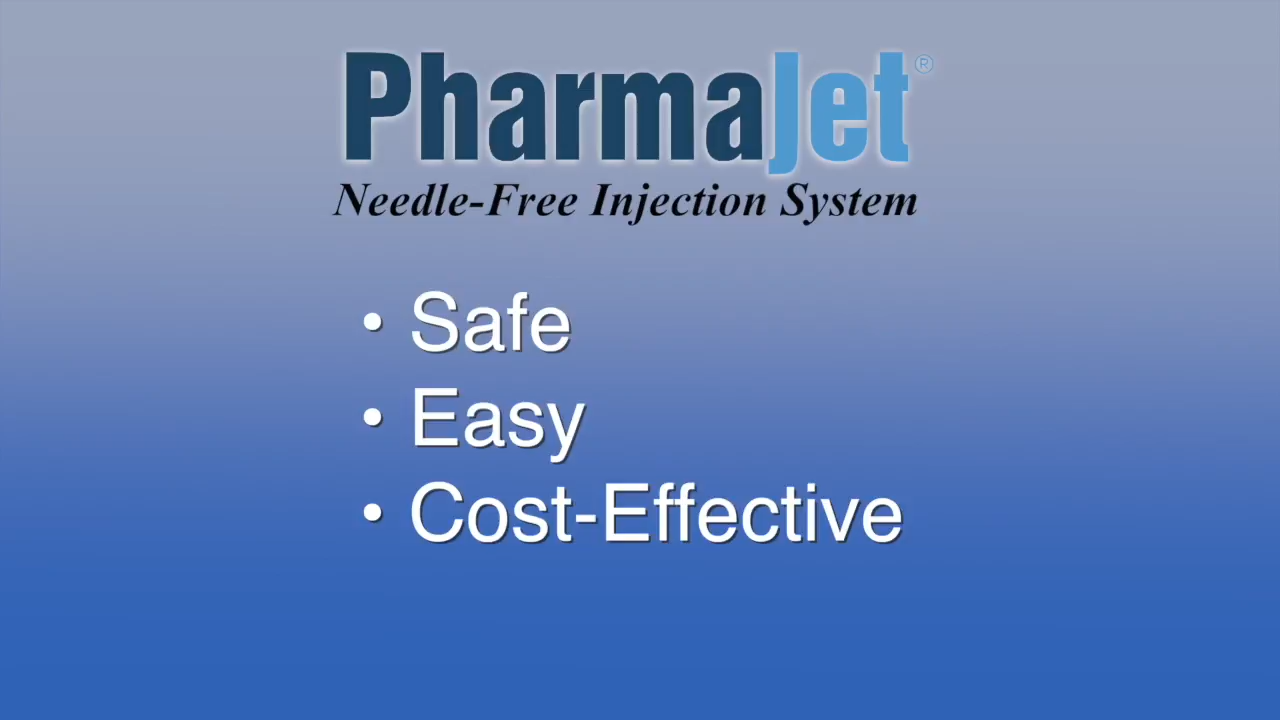 PharmaJet®
Needle-Free Injection System
• Safe
• Easy
• Cost-Effective